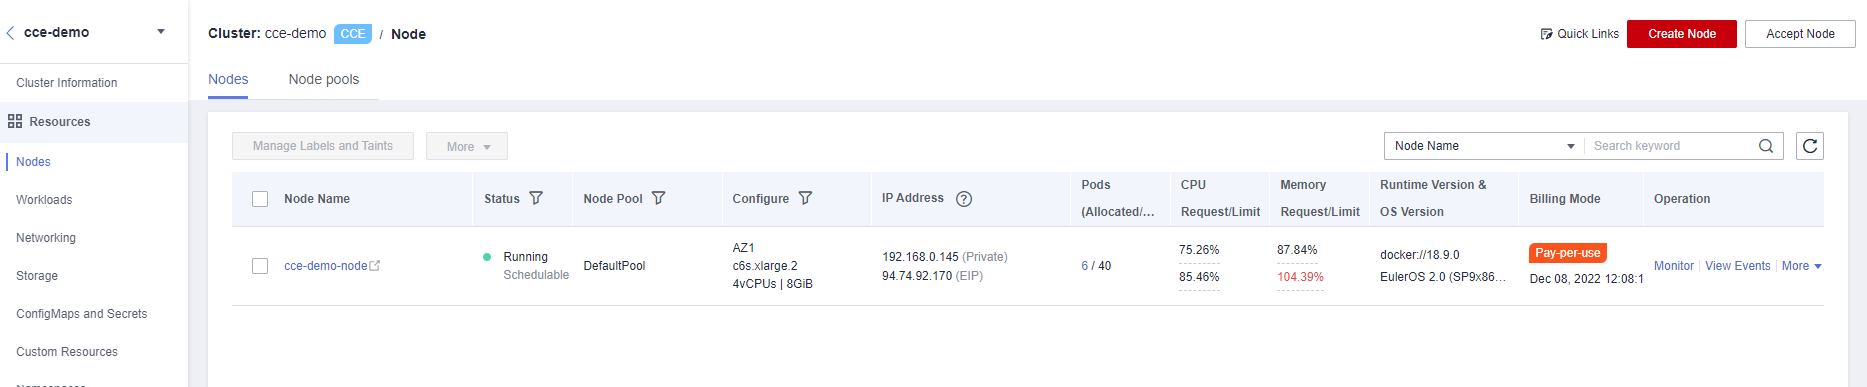 cce-demo
Cluster: cce-demo CCE / Node
Quick Links
Create Node
Accept Node
Cluster Information
Resources
Nodes
Workloads
Networking
Storage
ConfigMaps and Secrets
Custom Resources
Nodes
Node pools
Manage Labels and Taints
More
Node Name
Search keyword
Node Name
Status
Node Pool
Configure
IP Address
Pods
(Allocated/...
CPU
Request/Limit
Memory
Request/Limit
Runtime Version &
OS Version
Billing Mode
Operation
cce-demo-node
Running
Schedulable
DefaultPool
AZ1
c6s.xlarge.2
4vCPUs | 8GiB
192.168.0.145 (Private)
94.74.92.170 (EIP)
6 / 40
75.26%
85.46%
87.84%
104.39%
docker://18.9.0
EulerOS 2.0 (SP9x86...
Pay-per-use
Dec 08, 2022 12:08:1
Monitor
View Events
More